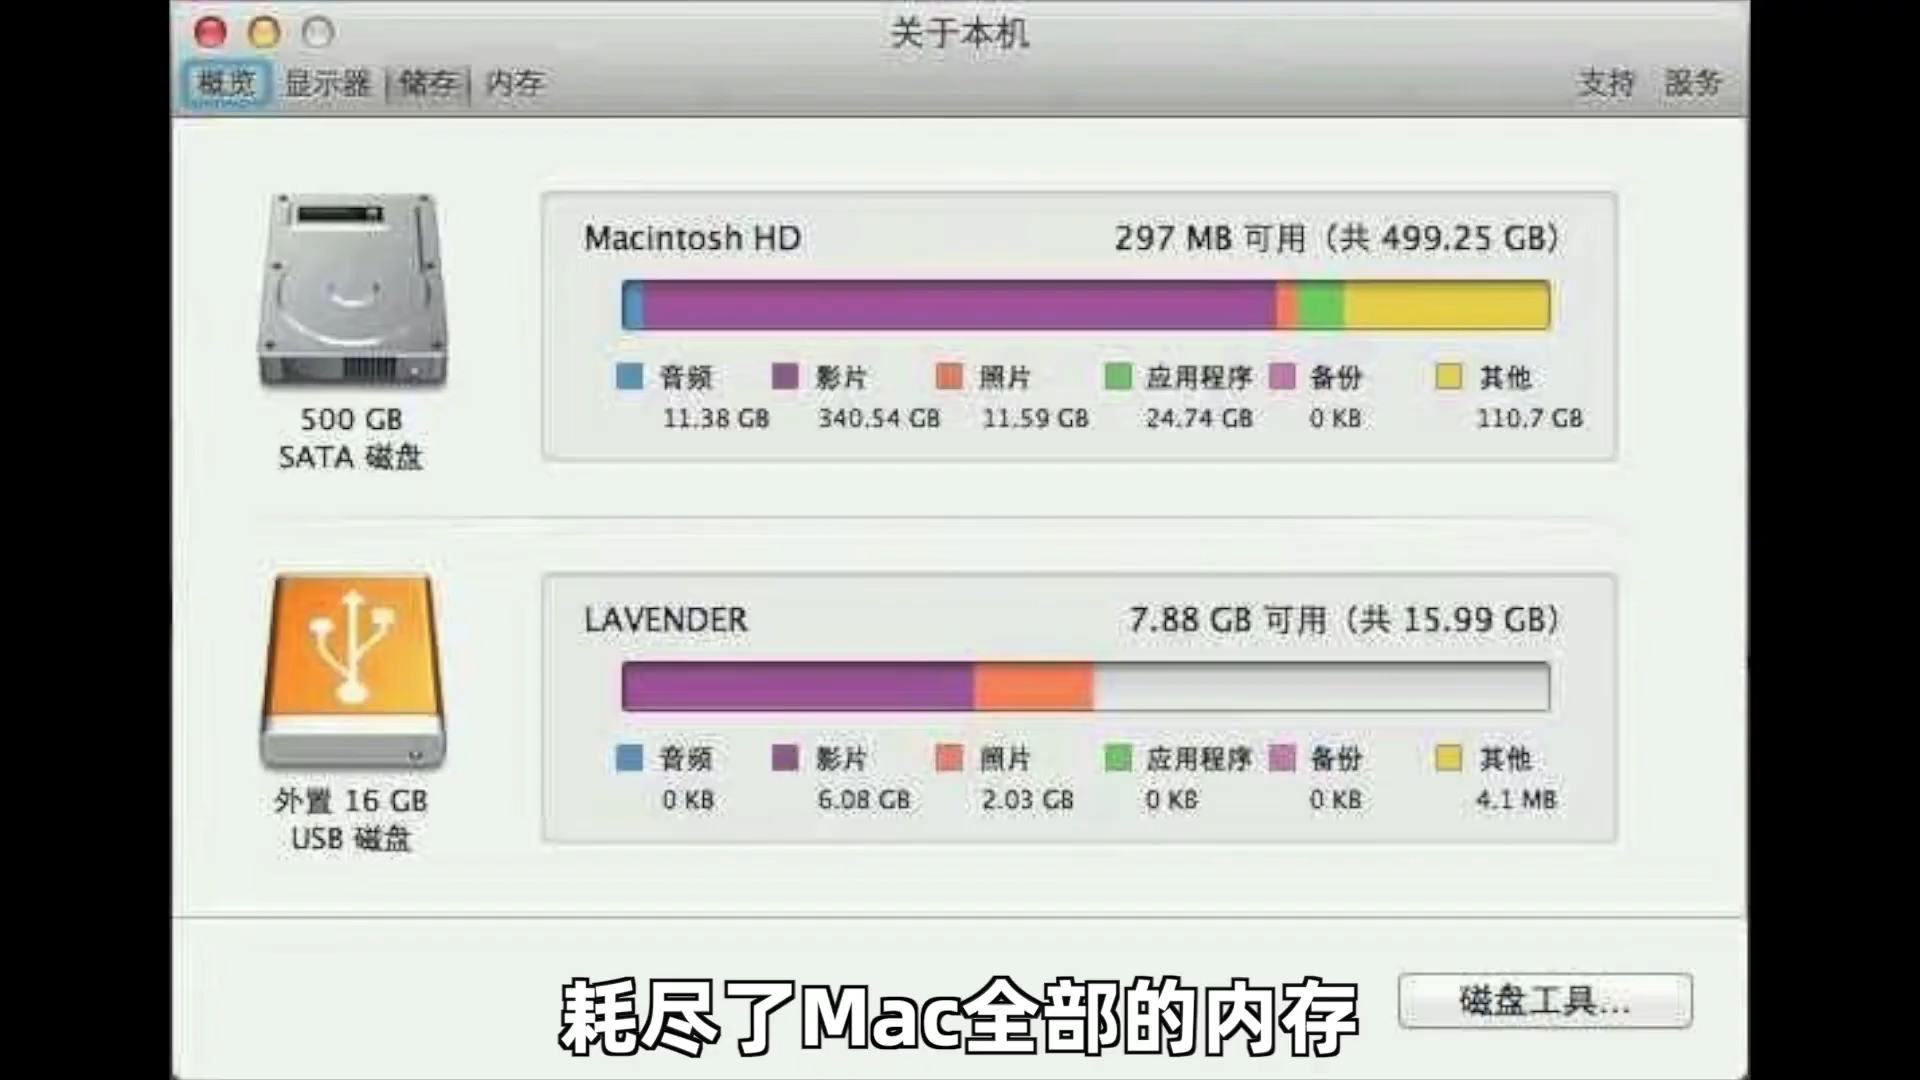 关于本机
概览 显示器 储存 内存 支持 服务
Macintosh HD 297 MB 可用（共 499.25 GB）
音频 影片 照片 应用程序 备份 其他
11.38 GB 340.54 GB 11.59 GB 24.74 GB 0 KB 110.7 GB
500 GB
SATA 磁盘
LAVENDER 7.88 GB 可用（共 15.99 GB）
音频 影片 照片 应用程序 备份 其他
0 KB 6.08 GB 2.03 GB 0 KB 0 KB 4.1 MB
外置 16 GB
USB 磁盘
磁盘工具...
耗尽了Mac全部的内存